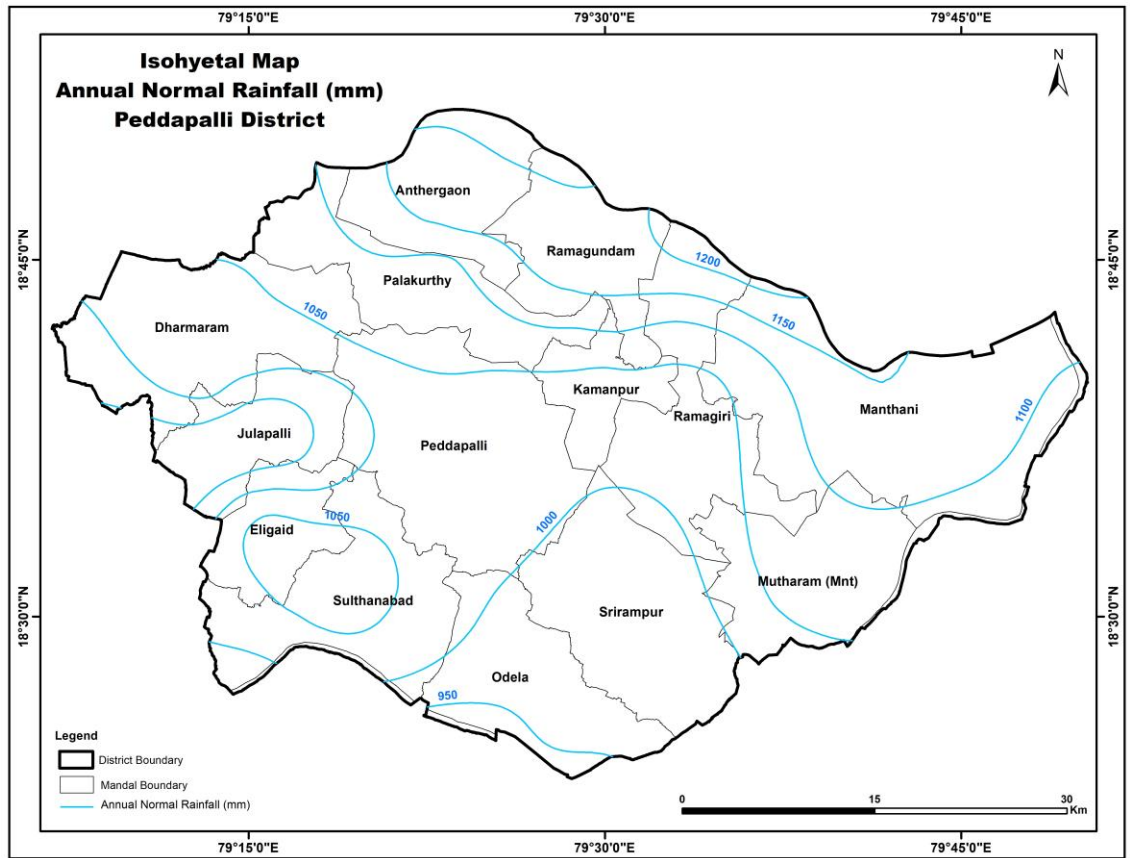 79°15'0"E
79°30'0"E
79°45'0"E
Isohyetal Map
Annual Normal Rainfall (mm)
Peddapalli District
N
Anthergaon
Ramagundam
18°45'0"N
18°45'0"N
1200
Palakurthy
1050
1150
Dharmaram
Kamanpur
Manthani
1100
Ramagiri
Julapalli
Peddapalli
1050
1000
Eligaid
Mutharam (Mnt)
Sulthanabad
Srirampur
18°30'0"N
18°30'0"N
Odela
950
Legend
District Boundary
Mandal Boundary
Annual Normal Rainfall (mm)
0
15
30
Km
79°15'0"E
79°30'0"E
79°45'0"E